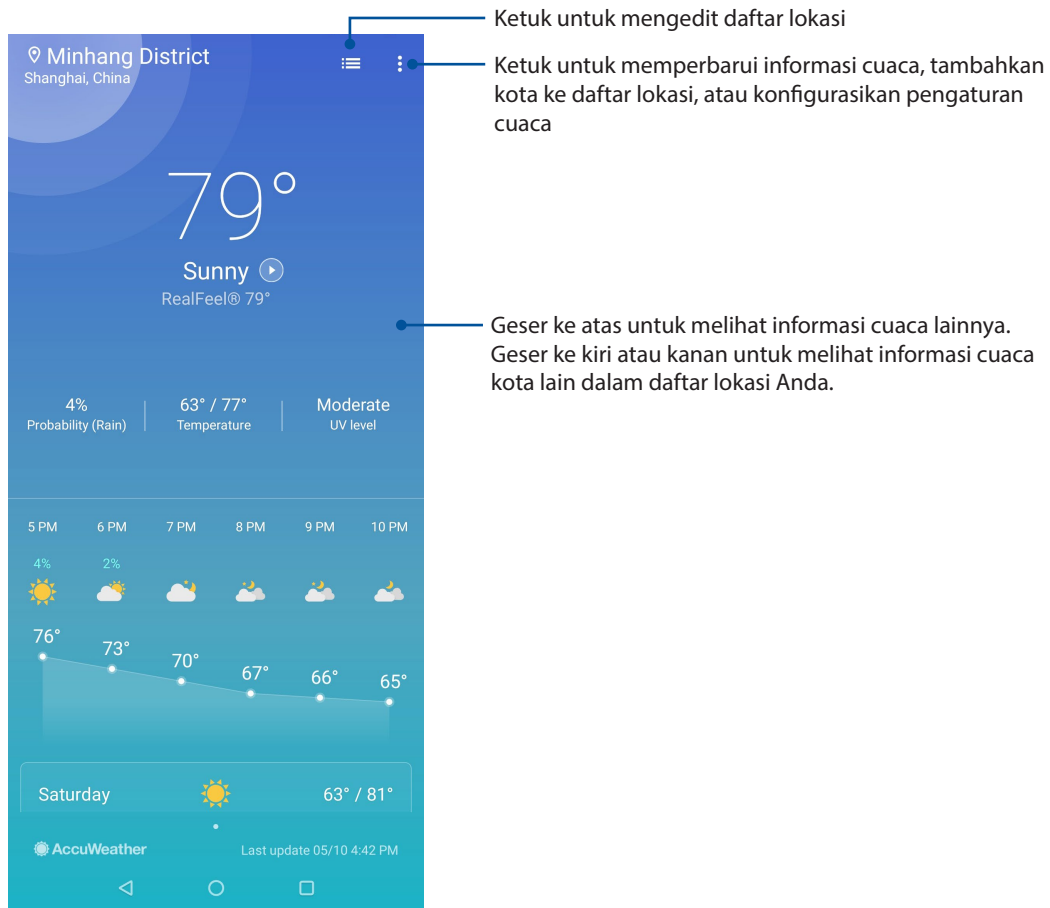 Ketuk untuk mengedit daftar lokasi
Ketuk untuk memperbarui informasi cuaca, tambahkan
kota ke daftar lokasi, atau konfigurasikan pengaturan
cuaca
Minhang District
Shanghai, China
79°
Sunny
RealFeel® 79°
Geser ke atas untuk melihat informasi cuaca lainnya.
Geser ke kiri atau kanan untuk melihat informasi cuaca
kota lain dalam daftar lokasi Anda.
4% 63° / 77° Moderate
Probability (Rain) Temperature UV level
5 PM 6 PM 7 PM 8 PM 9 PM 10 PM
4% 2%
76° 73° 70° 67° 66° 65°
Saturday 63° / 81°
AccuWeather Last update 05/10 4:42 PM